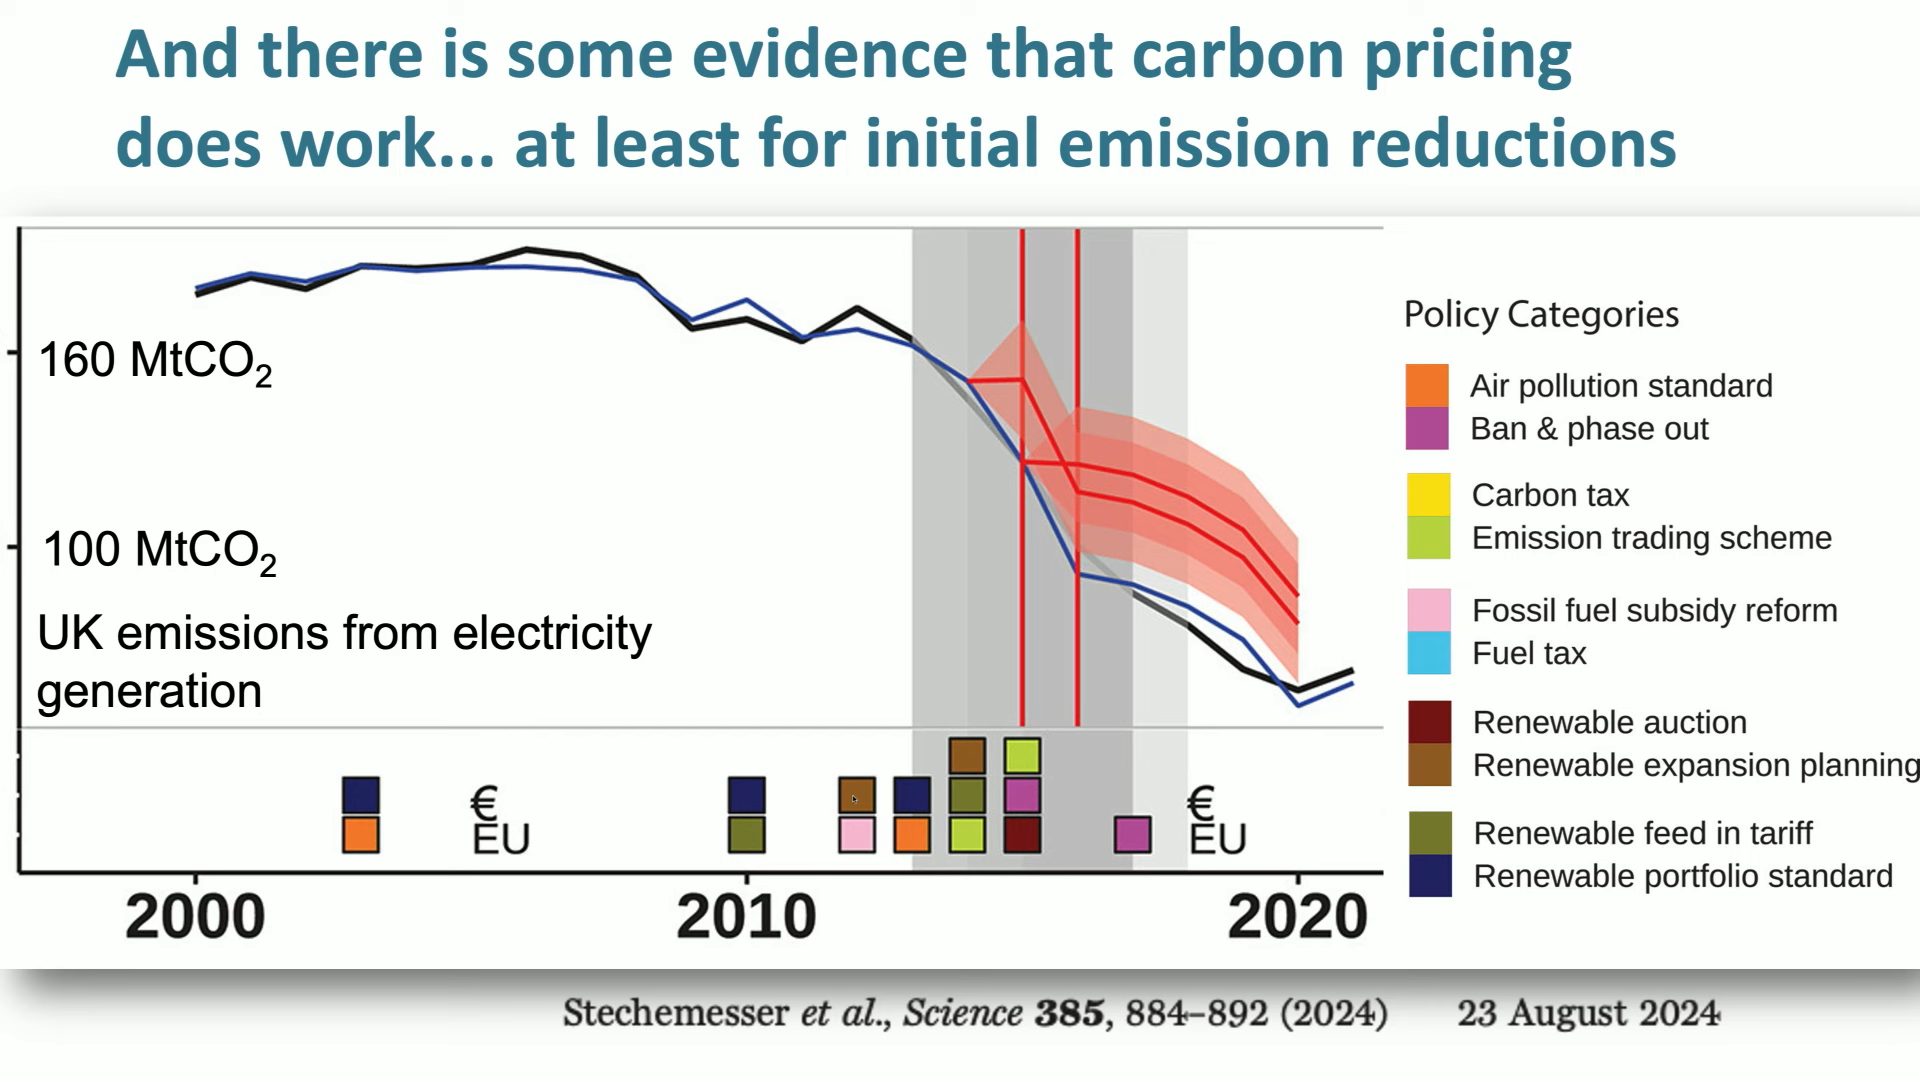 And there is some evidence that carbon pricing
does work... at least for initial emission reductions
160 MtCO₂
100 MtCO₂
UK emissions from electricity
generation
€
EU
€
EU
2000
2010
2020
Policy Categories
Air pollution standard
Ban & phase out
Carbon tax
Emission trading scheme
Fossil fuel subsidy reform
Fuel tax
Renewable auction
Renewable expansion planning
Renewable feed in tariff
Renewable portfolio standard
Stechemesser et al., Science 385, 884–892 (2024) 23 August 2024